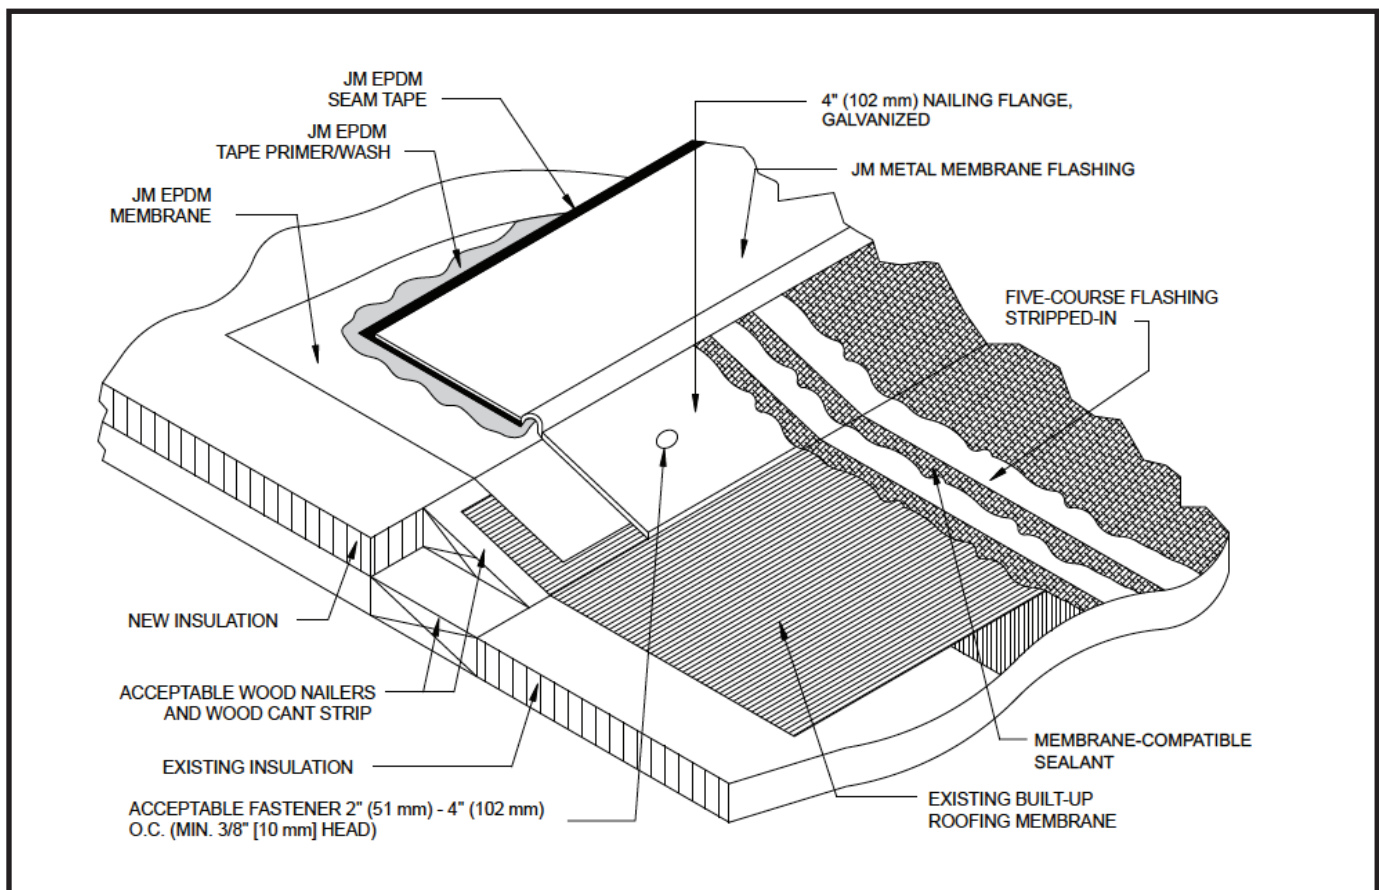 JM EPDM
SEAM TAPE
JM EPDM
TAPE PRIMER/WASH
JM EPDM
MEMBRANE
4" (102 mm) NAILING FLANGE,
GALVANIZED
JM METAL MEMBRANE FLASHING
FIVE-COURSE FLASHING
STRIPPED-IN
NEW INSULATION
ACCEPTABLE WOOD NAILERS
AND WOOD CANT STRIP
EXISTING INSULATION
ACCEPTABLE FASTENER 2" (51 mm) - 4" (102 mm)
O.C. (MIN. 3/8" [10 mm] HEAD)
MEMBRANE-COMPATIBLE
SEALANT
EXISTING BUILT-UP
ROOFING MEMBRANE